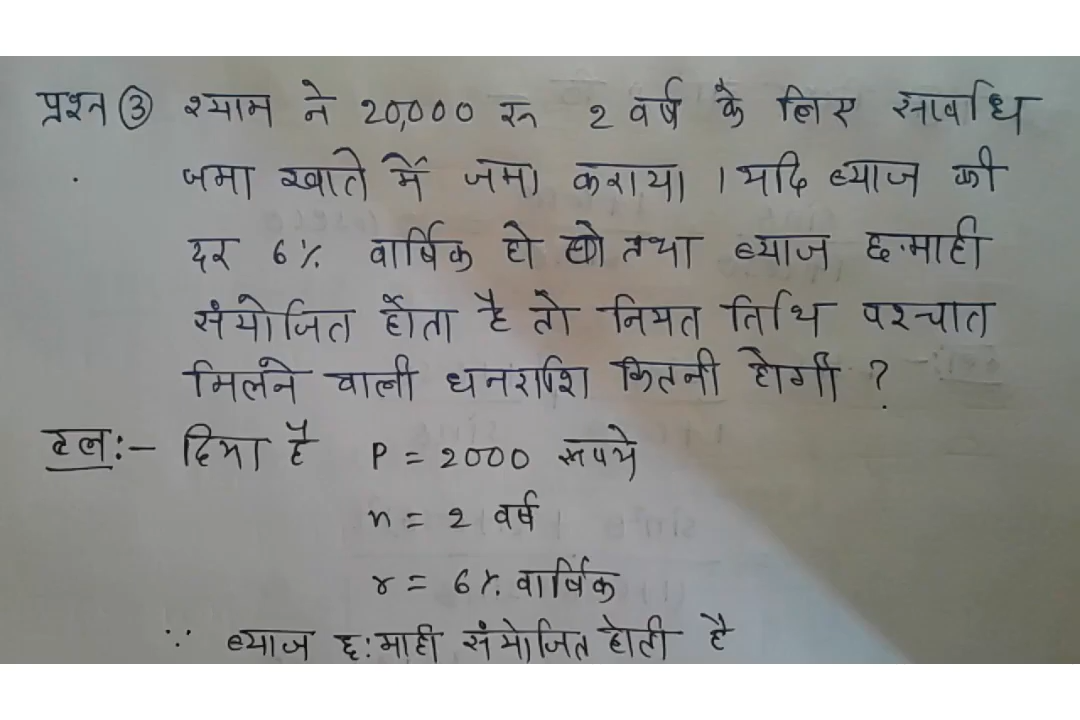 प्रश्न ③ श्याम ने 20,000 रू 2 वर्ष के लिए सावधि
जमा खाते में जमा कराया । यदि ब्याज की
दर 6% वार्षिक हो तथा ब्याज छ:माही
संयोजित होता है तो नियत तिथि पश्चात
मिलने वाली धनराशि कितनी होगी ?
हल:- दिया है P = 2000 रूपये
n = 2 वर्ष
r = 6% वार्षिक
∵ ब्याज छ:माही संयोजित होती है